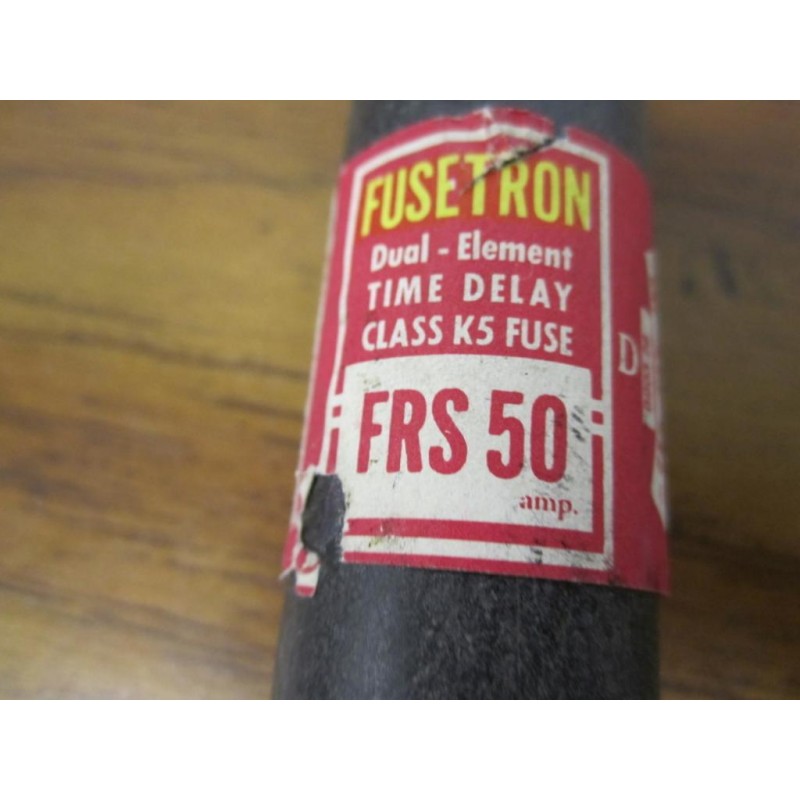 FUSETRON
Dual - Element
TIME DELAY
CLASS K5 FUSE
FRS 50
amp.
D